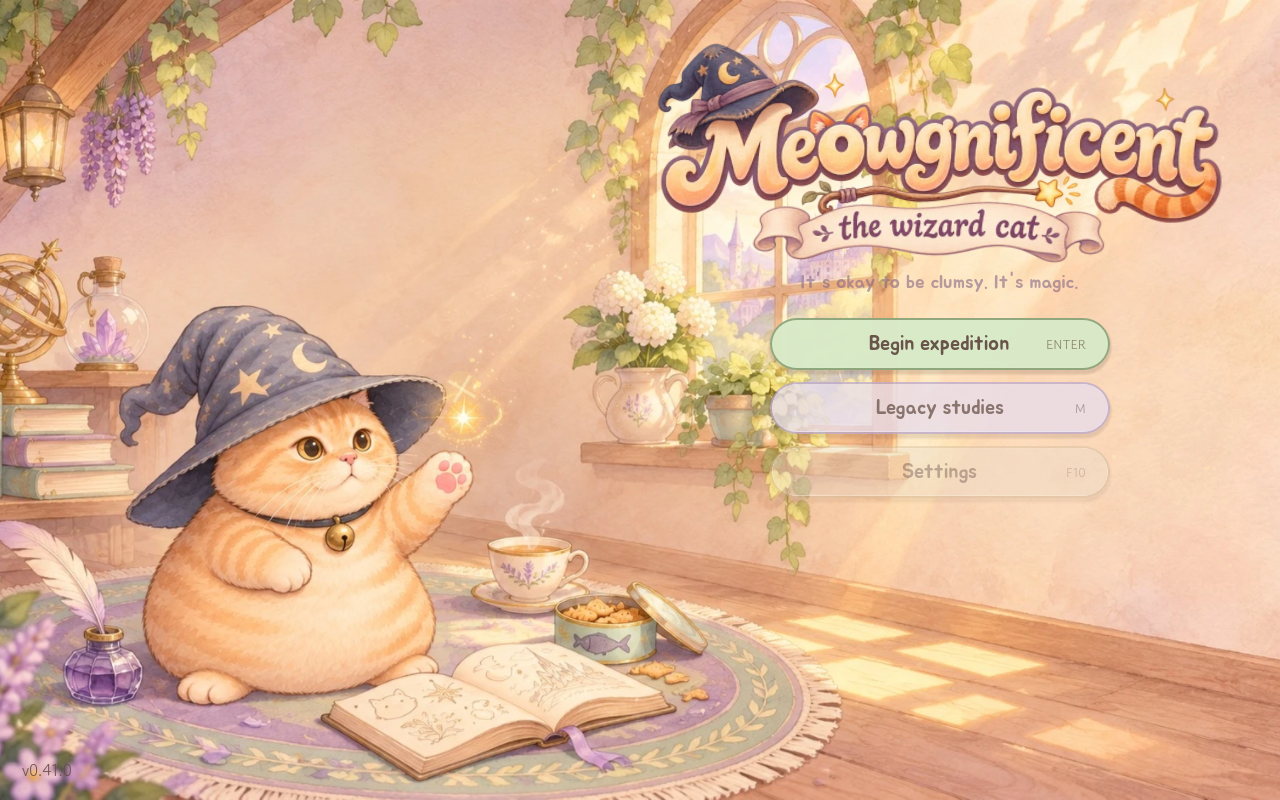 Meowgnificent
the wizard cat
It's okay to be clumsy. It's magic.
Begin expedition ENTER
Legacy studies M
Settings F10
v0.41.0